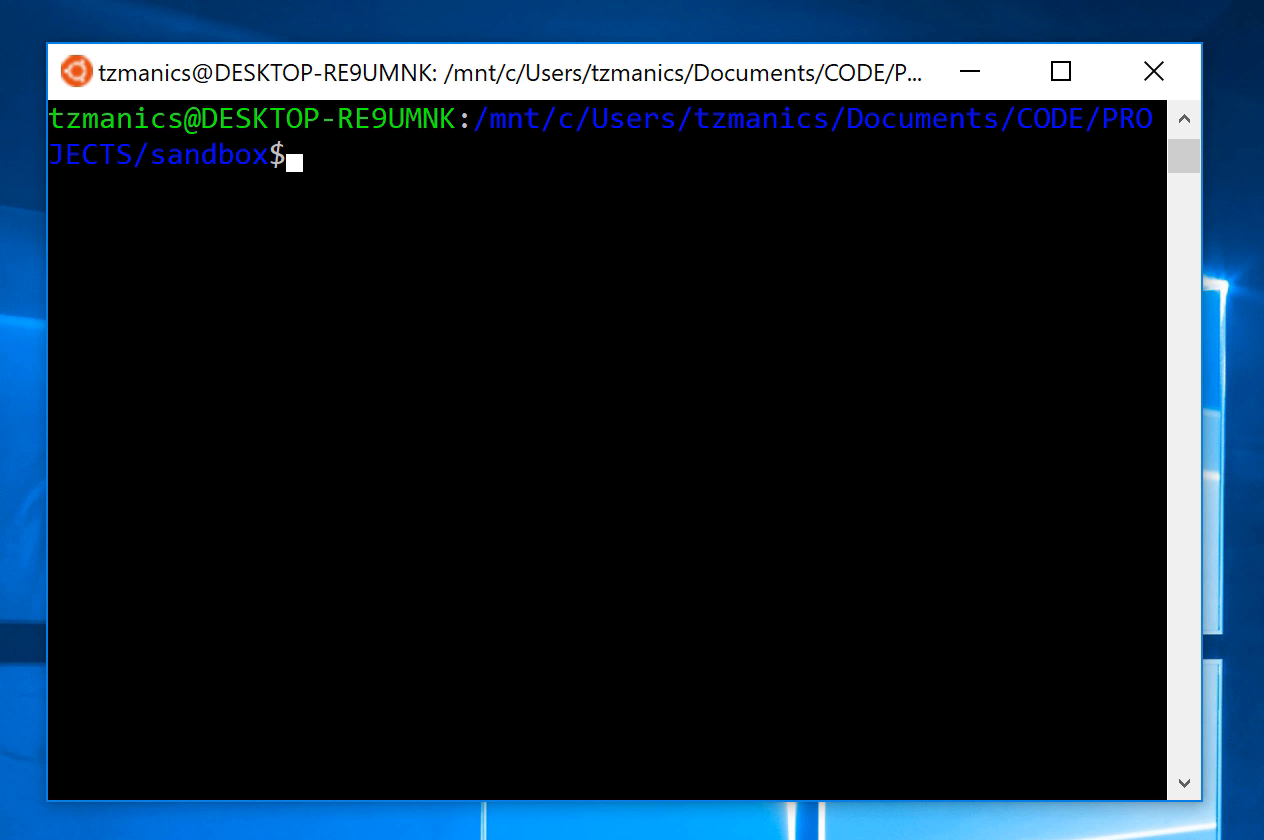 tzmanics@DESKTOP-RE9UMNK: /mnt/c/Users/tzmanics/Documents/CODE/P...
tzmanics@DESKTOP-RE9UMNK:/mnt/c/Users/tzmanics/Documents/CODE/PRO
JECTS/sandbox$